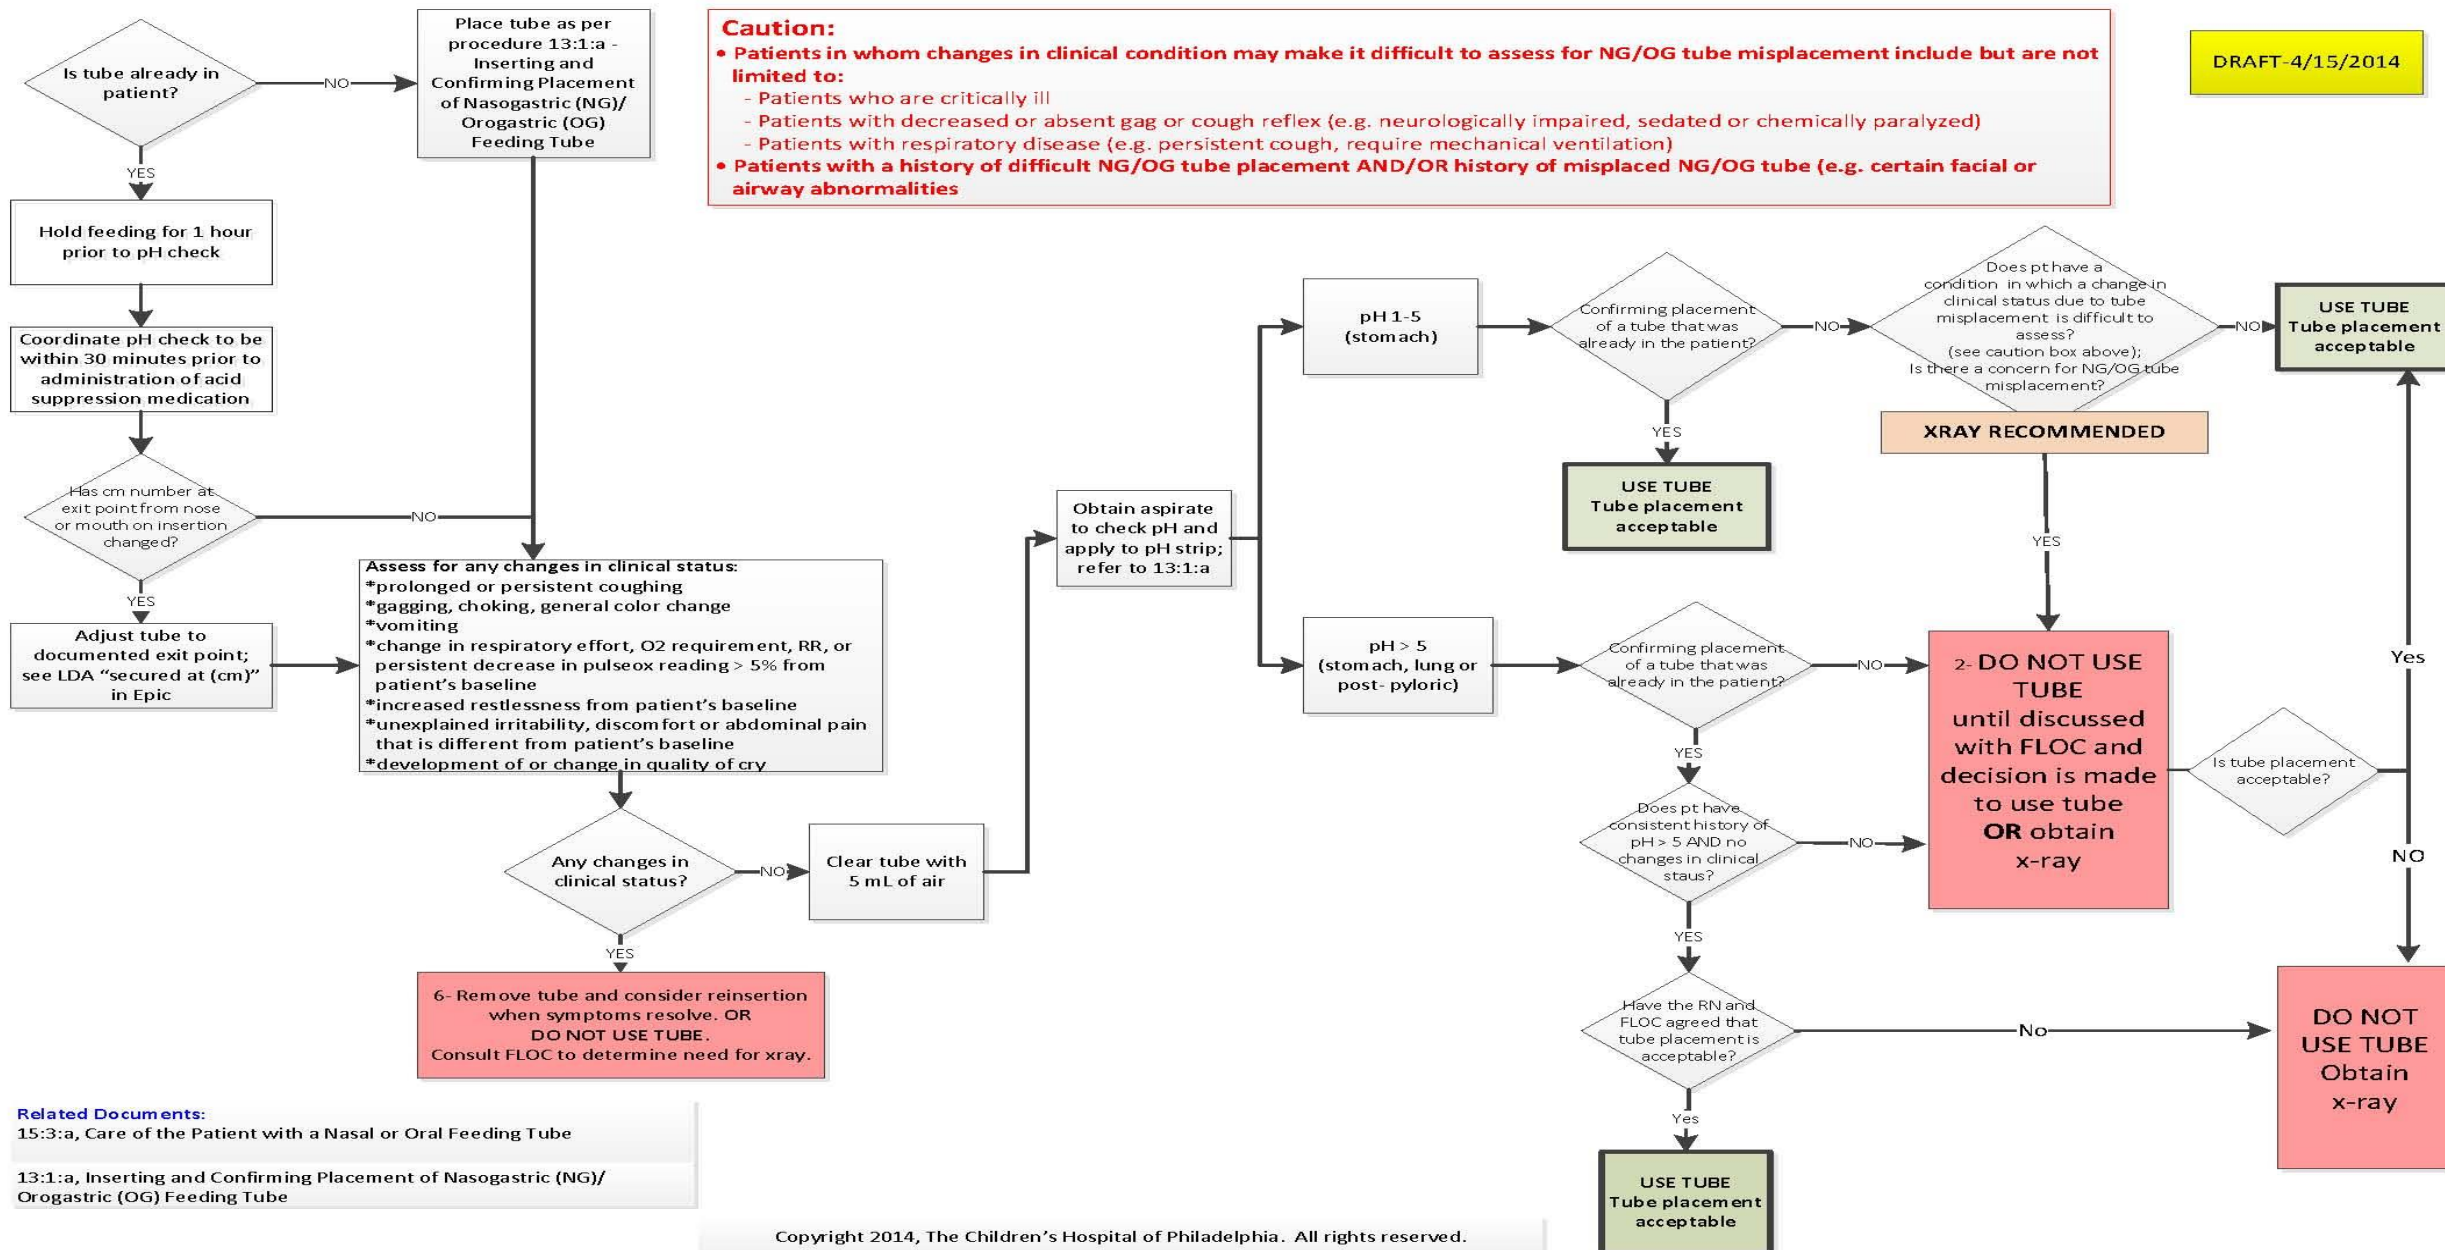 Is tube already in
patient?
NO
Place tube as per
procedure 13:1:a -
Inserting and
Confirming Placement
of Nasogastric (NG)/
Orogastric (OG)
Feeding Tube
Caution:
• Patients in whom changes in clinical condition may make it difficult to assess for NG/OG tube misplacement include but are not
limited to:
- Patients who are critically ill
- Patients with decreased or absent gag or cough reflex (e.g. neurologically impaired, sedated or chemically paralyzed)
- Patients with respiratory disease (e.g. persistent cough, require mechanical ventilation)
• Patients with a history of difficult NG/OG tube placement AND/OR history of misplaced NG/OG tube (e.g. certain facial or
airway abnormalities
DRAFT-4/15/2014
YES
Hold feeding for 1 hour
prior to pH check
Coordinate pH check to be
within 30 minutes prior to
administration of acid
suppression medication
Has cm number at
exit point from nose
or mouth on insertion
changed?
NO
YES
Adjust tube to
documented exit point;
see LDA “secured at (cm)”
in Epic
Assess for any changes in clinical status:
*prolonged or persistent coughing
*gagging, choking, general color change
*vomiting
*change in respiratory effort, O2 requirement, RR, or
persistent decrease in pulseox reading > 5% from
patient’s baseline
*increased restlessness from patient’s baseline
*unexplained irritability, discomfort or abdominal pain
that is different from patient’s baseline
*development of or change in quality of cry
Any changes in
clinical status?
NO
Clear tube with
5 mL of air
YES
6- Remove tube and consider reinsertion
when symptoms resolve. OR
DO NOT USE TUBE.
Consult FLOC to determine need for xray.
Obtain aspirate
to check pH and
apply to pH strip;
refer to 13:1:a
pH 1-5
(stomach)
Confirming placement
of a tube that was
already in the patient?
NO
Does pt have a
condition in which a change in
clinical status due to tube
misplacement is difficult to
assess?
(see caution box above);
Is there a concern for NG/OG tube
misplacement?
NO
USE TUBE
Tube placement
acceptable
YES
USE TUBE
Tube placement
acceptable
XRAY RECOMMENDED
YES
pH > 5
(stomach, lung or
post- pyloric)
Confirming placement
of a tube that was
already in the patient?
NO
2- DO NOT USE
TUBE
until discussed
with FLOC and
decision is made
to use tube
OR obtain
x-ray
Is tube placement
acceptable?
Yes
NO
YES
Does pt have
consistent history of
pH > 5 AND no
changes in clinical
staus?
NO
YES
Have the RN and
FLOC agreed that
tube placement is
acceptable?
No
DO NOT
USE TUBE
Obtain
x-ray
Yes
USE TUBE
Tube placement
acceptable
Related Documents:
15:3:a, Care of the Patient with a Nasal or Oral Feeding Tube
13:1:a, Inserting and Confirming Placement of Nasogastric (NG)/
Orogastric (OG) Feeding Tube
Copyright 2014, The Children’s Hospital of Philadelphia. All rights reserved.